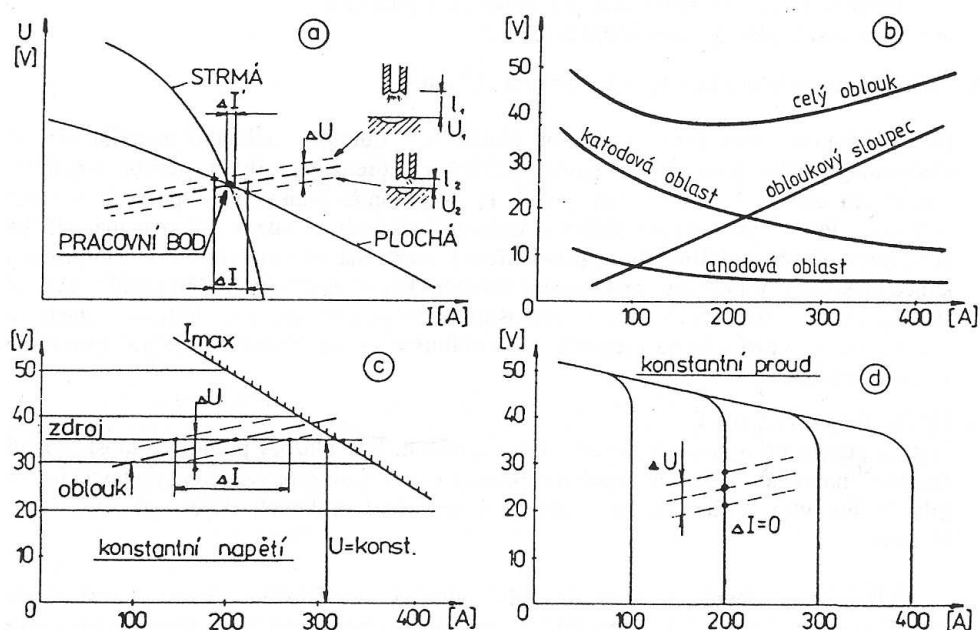 U
[V]
ⓐ
STRMÁ
ΔI'
ΔU
l₁
U₁
l₂
U₂
PRACOVNÍ BOD
PLOCHÁ
ΔI
I[A]
[V]
ⓑ
50
40
30
20
10
0
celý oblouk
katodová oblast
obloukový sloupec
anodová oblast
100
200
300
400
[A]
[V]
ⓒ
Imax
50
40
30
20
10
0
ΔU
zdroj
ΔI
oblouk
U=konst.
konstantní napětí
100
200
300
400
[A]
[V]
ⓓ
konstantní proud
50
40
30
20
10
0
ΔU
ΔI=0
100
200
300
400
[A]